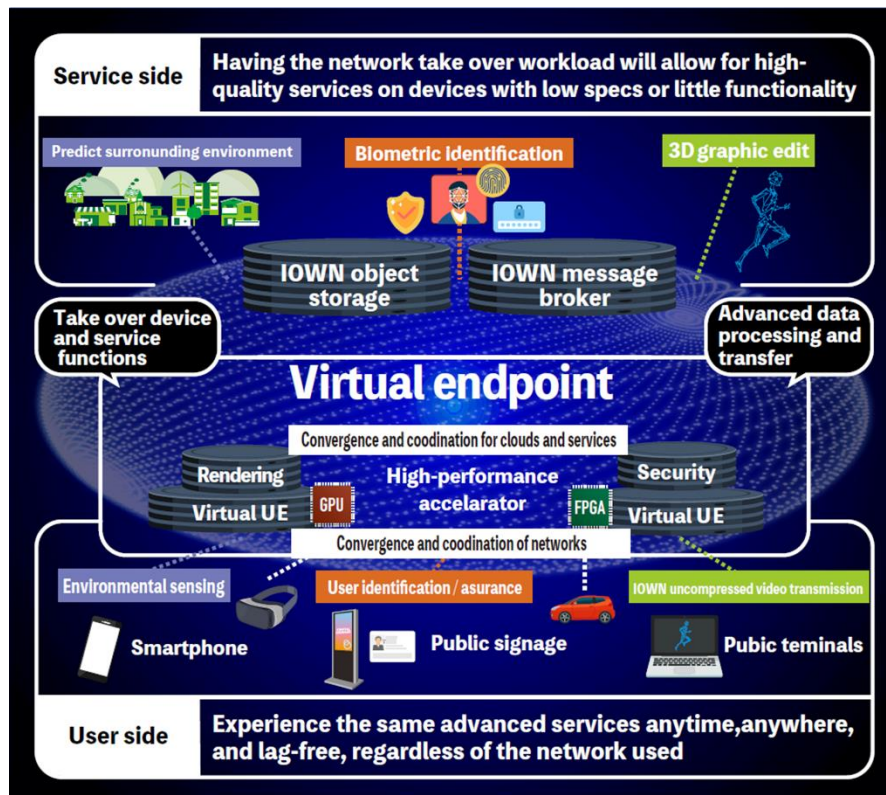 Service side
Having the network take over workload will allow for high-
quality services on devices with low specs or little functionality
Predict surronunding environment
Biometric identification
3D graphic edit
IOWN object
storage
IOWN message
broker
Take over device
and service
functions
Advanced data
processing and
transfer
Virtual endpoint
Convergence and coodination for clouds and services
Rendering
Virtual UE
GPU
High-performance
accelarator
FPGA
Security
Virtual UE
Convergence and coodination of networks
Environmental sensing
User identification / asurance
IOWN uncompressed video transmission
Smartphone
Public signage
Pubic teminals
User side
Experience the same advanced services anytime,anywhere,
and lag-free, regardless of the network used